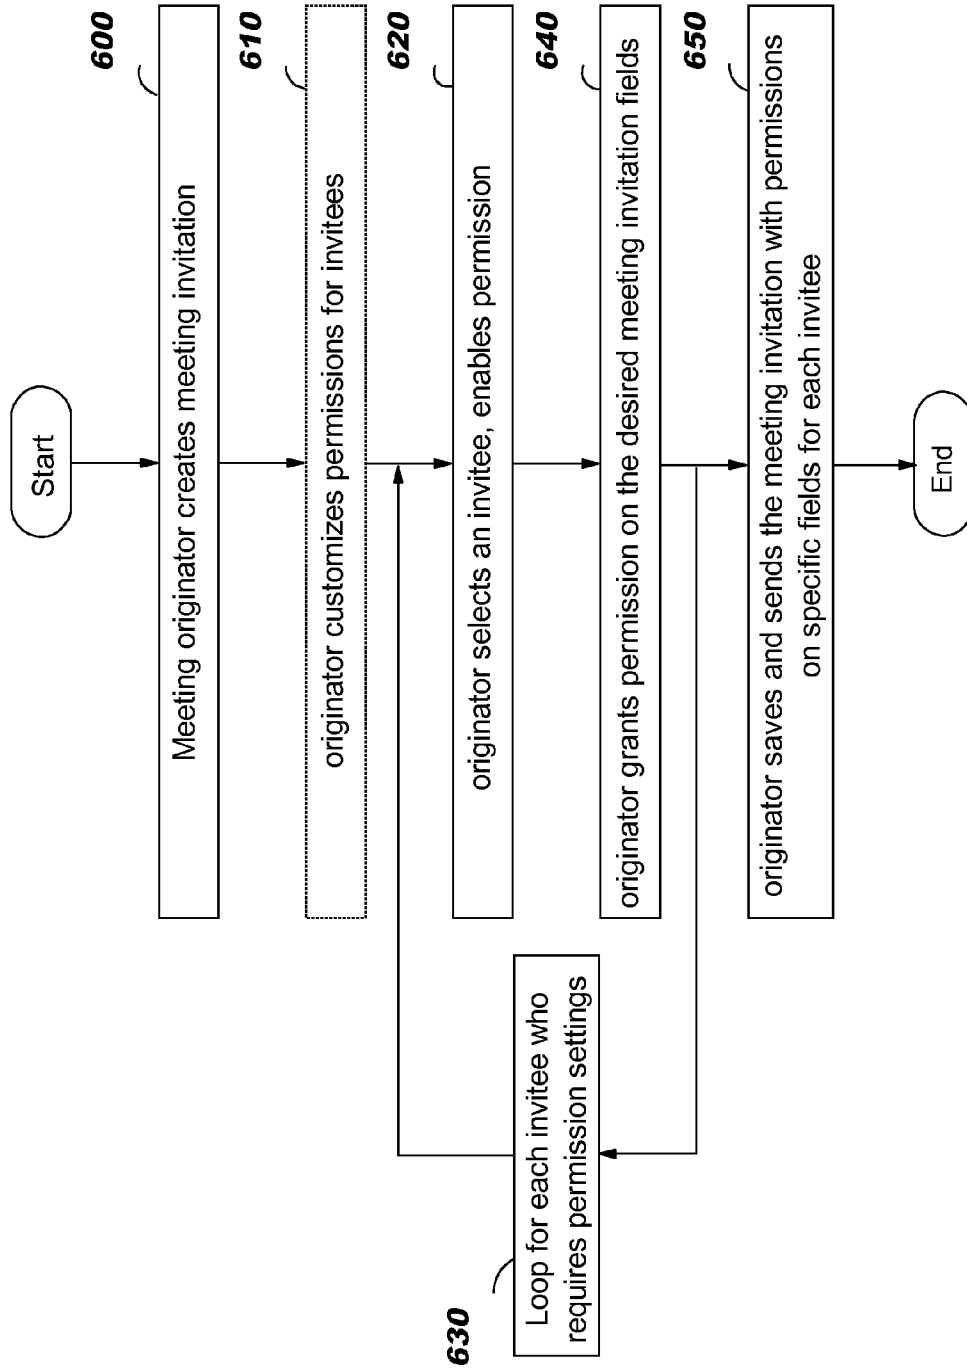 Start
600
Meeting originator creates meeting invitation
610
originator customizes permissions for invitees
620
originator selects an invitee, enables permission
630
Loop for each invitee who
requires permission settings
640
originator grants permission on the desired meeting invitation fields
650
originator saves and sends the meeting invitation with permissions
on specific fields for each invitee
End